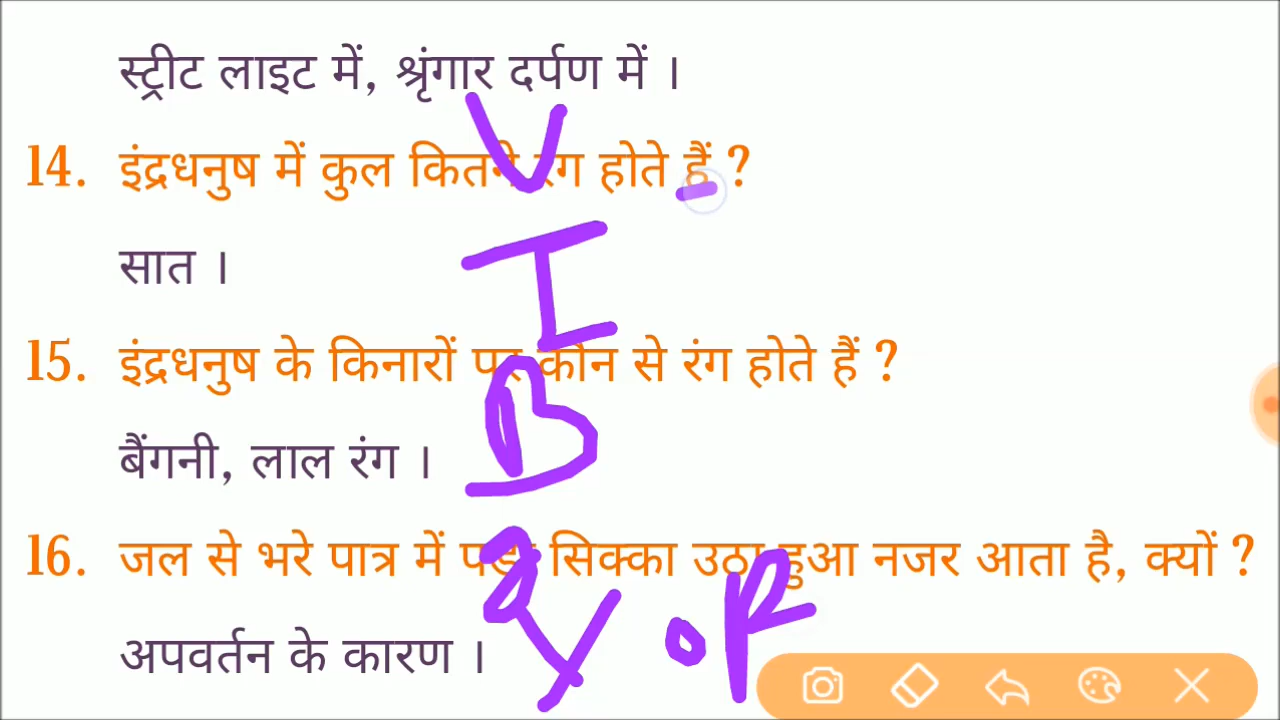 स्ट्रीट लाइट में, श्रृंगार दर्पण में ।
14. इंद्रधनुष में कुल कितने रंग होते हैं ?
सात ।
15. इंद्रधनुष के किनारों पर कौन से रंग होते हैं ?
बैंगनी, लाल रंग ।
16. जल से भरे पात्र में पड़ा सिक्का उठा हुआ नजर आता है, क्यों ?
अपवर्तन के कारण ।
V
I
B
Y O R